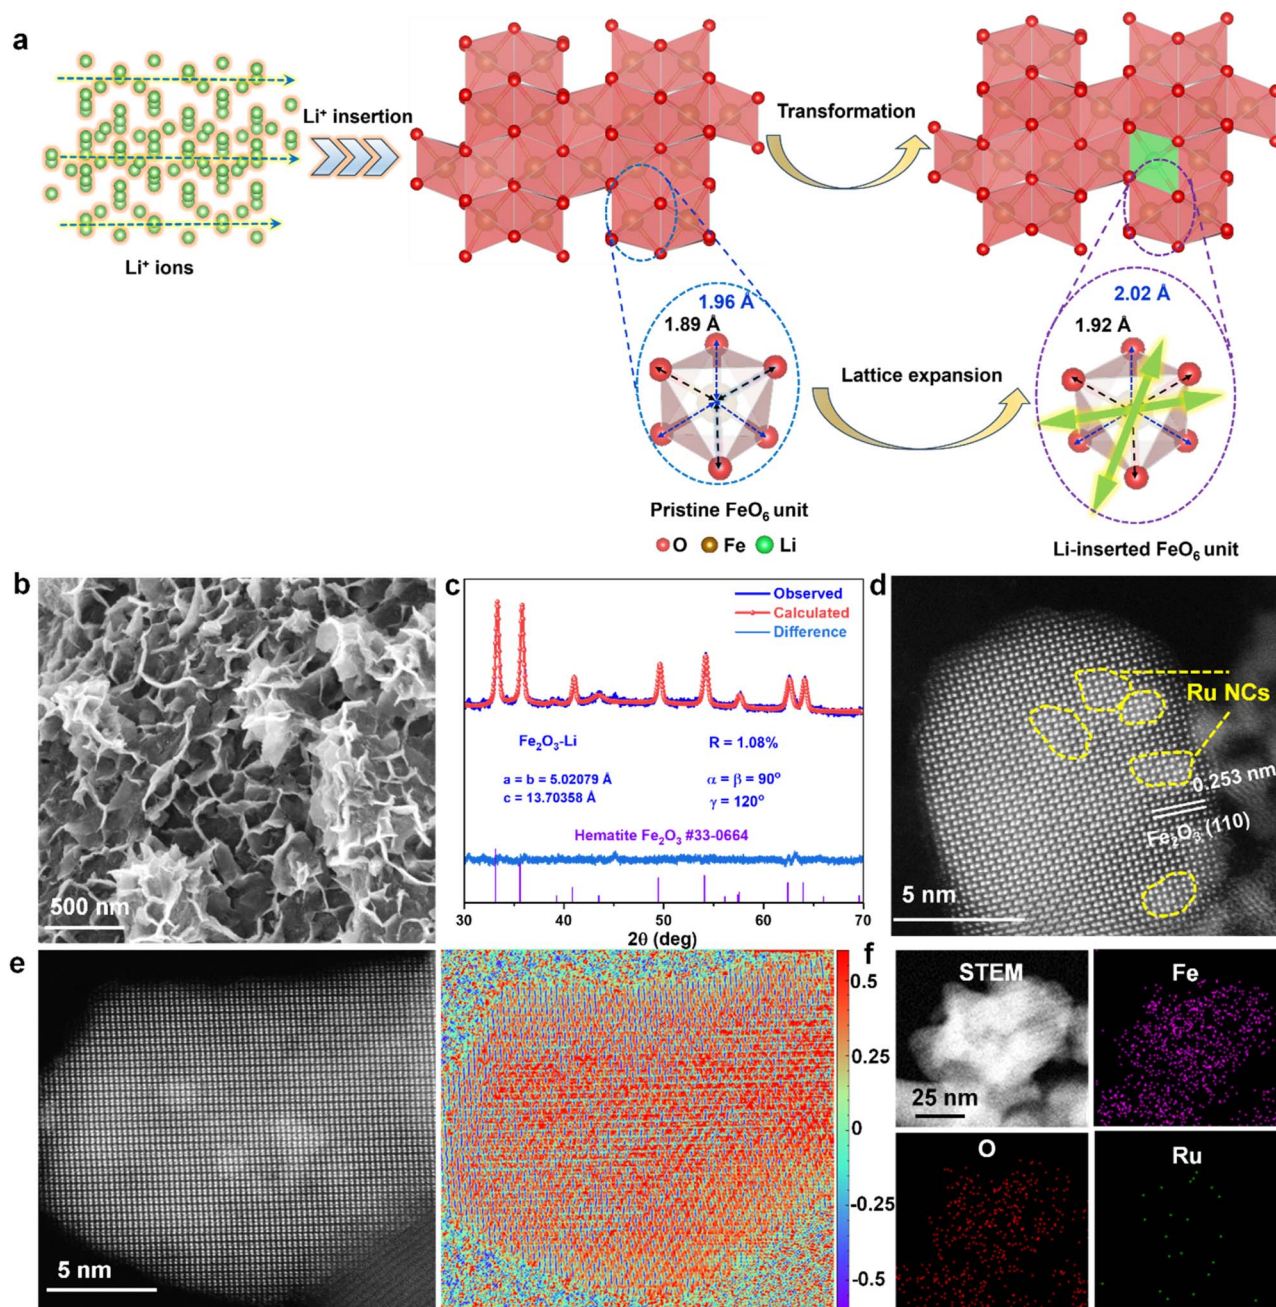 a
Li⁺ insertion
Transformation
Li⁺ ions
1.96 Å
1.89 Å
2.02 Å
1.92 Å
Lattice expansion
Pristine FeO₆ unit
O Fe Li
Li-inserted FeO₆ unit
b
500 nm
c
Observed
Calculated
Difference
Fe₂O₃-Li
R = 1.08%
a = b = 5.02079 Å
c = 13.70358 Å
α = β = 90°
γ = 120°
Hematite Fe₂O₃ #33-0664
30 40 50 60 70
2θ (deg)
d
Ru NCs
0.253 nm
Fe₂O₃ (110)
5 nm
e
5 nm
0.5
0.25
0
-0.25
-0.5
f
STEM
25 nm
Fe
O
Ru